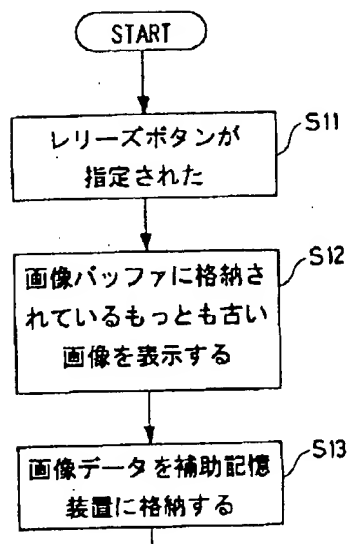 START
レリーズボタンが
指定された
S11
画像バッファに格納さ
れているもっとも古い
画像を表示する
S12
画像データを補助記憶
装置に格納する
S13